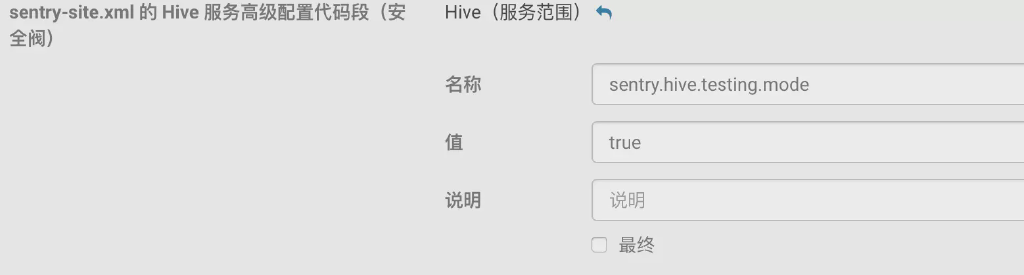 sentry-site.xml 的 Hive 服务高级配置代码段（安
全阀）
Hive（服务范围）
名称
sentry.hive.testing.mode
值
true
说明
说明
最终